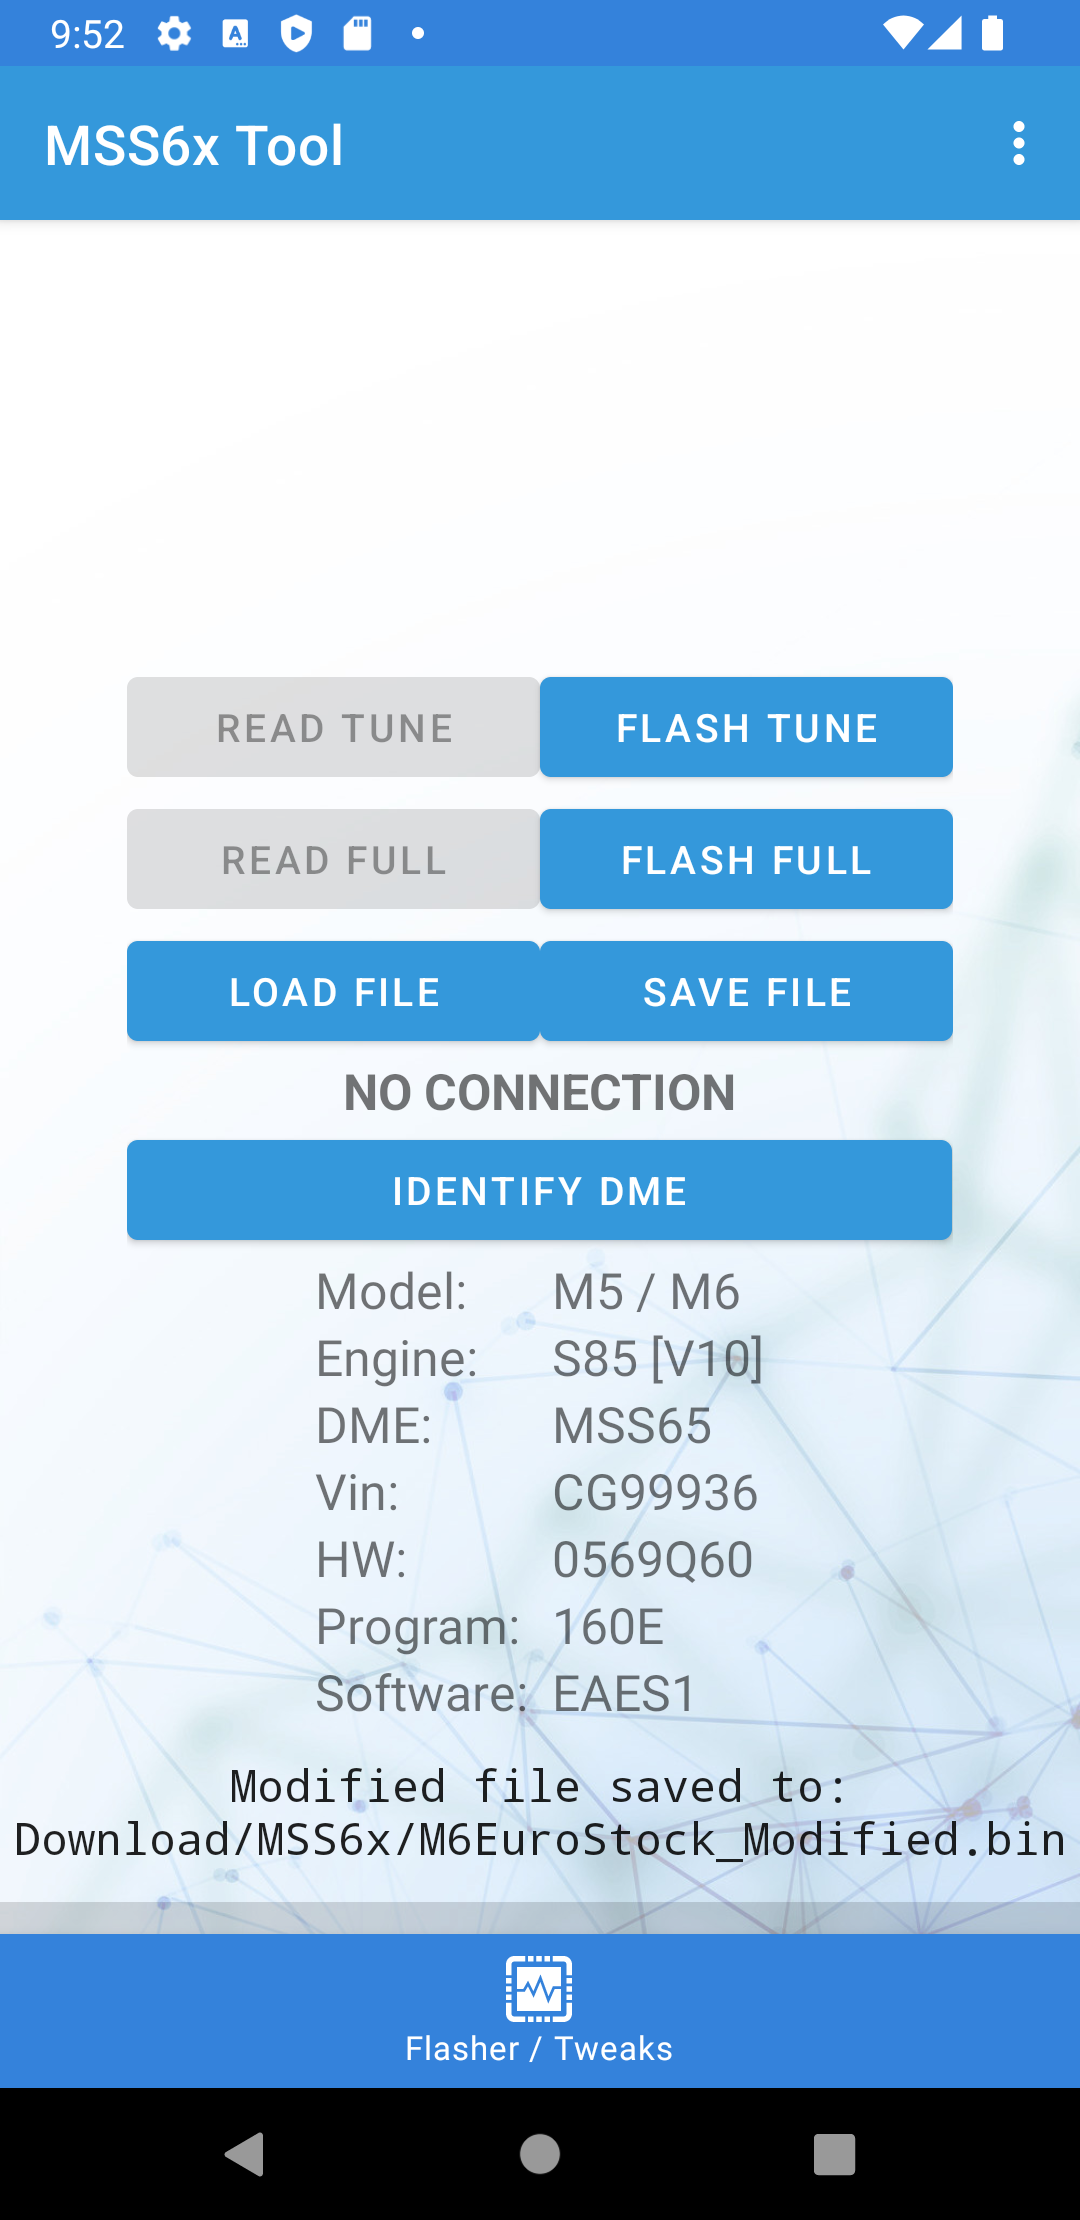 9:52
MSS6x Tool
READ TUNE
FLASH TUNE
READ FULL
FLASH FULL
LOAD FILE
SAVE FILE
NO CONNECTION
IDENTIFY DME
Model: M5 / M6
Engine: S85 [V10]
DME: MSS65
Vin: CG99936
HW: 0569Q60
Program: 160E
Software: EAES1
Modified file saved to:
Download/MSS6x/M6EuroStock_Modified.bin
Flasher / Tweaks